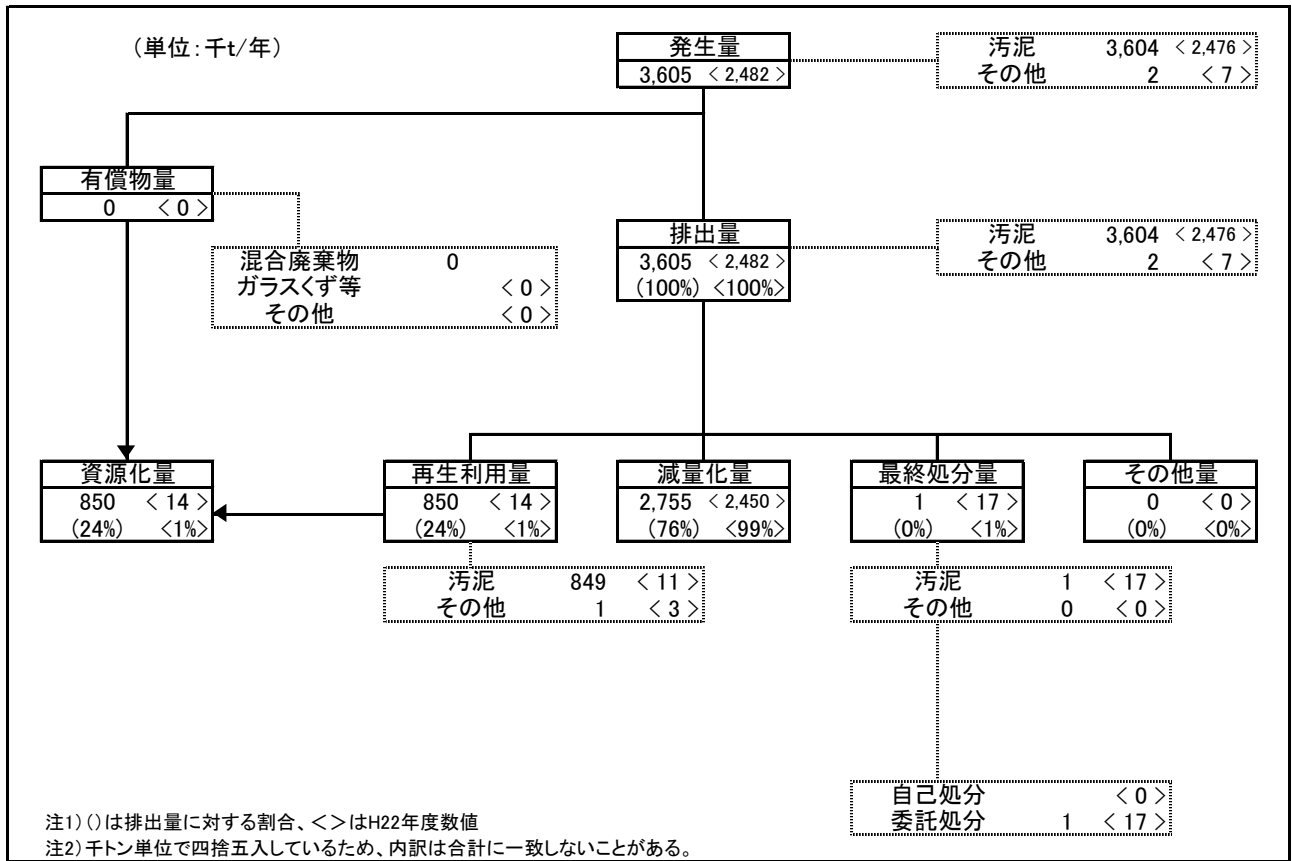 (単位:千t/年)
発生量
3,605 <2,482>
汚泥 3,604 <2,476>
その他 2 <7>
有償物量
0 <0>
混合廃棄物 0
ガラスくず等 <0>
その他 <0>
排出量
3,605 <2,482>
(100%) <100%>
汚泥 3,604 <2,476>
その他 2 <7>
資源化量
850 <14>
(24%) <1%>
再生利用量
850 <14>
(24%) <1%>
減量化量
2,755 <2,450>
(76%) <99%>
最終処分量
1 <17>
(0%) <1%>
その他量
0 <0>
(0%) <0%>
汚泥 849 <11>
その他 1 <3>
汚泥 1 <17>
その他 0 <0>
自己処分 <0>
委託処分 1 <17>
注1)()は排出量に対する割合、<>はH22年度数値
注2)千トン単位で四捨五入しているため、内訳は合計に一致しないことがある。